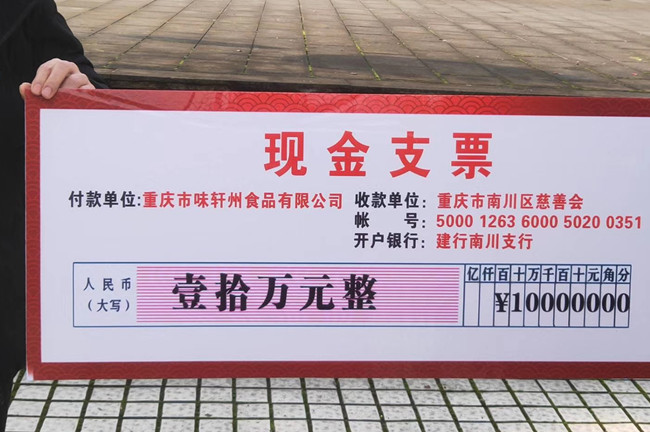 现金支票
付款单位:重庆市味轩州食品有限公司
收款单位：重庆市南川区慈善会
帐　号：5000 1263 6000 5020 0351
开户银行：建行南川支行
人民币
（大写）
壹拾万元整
亿仟百十万千百十元角分
¥10000000